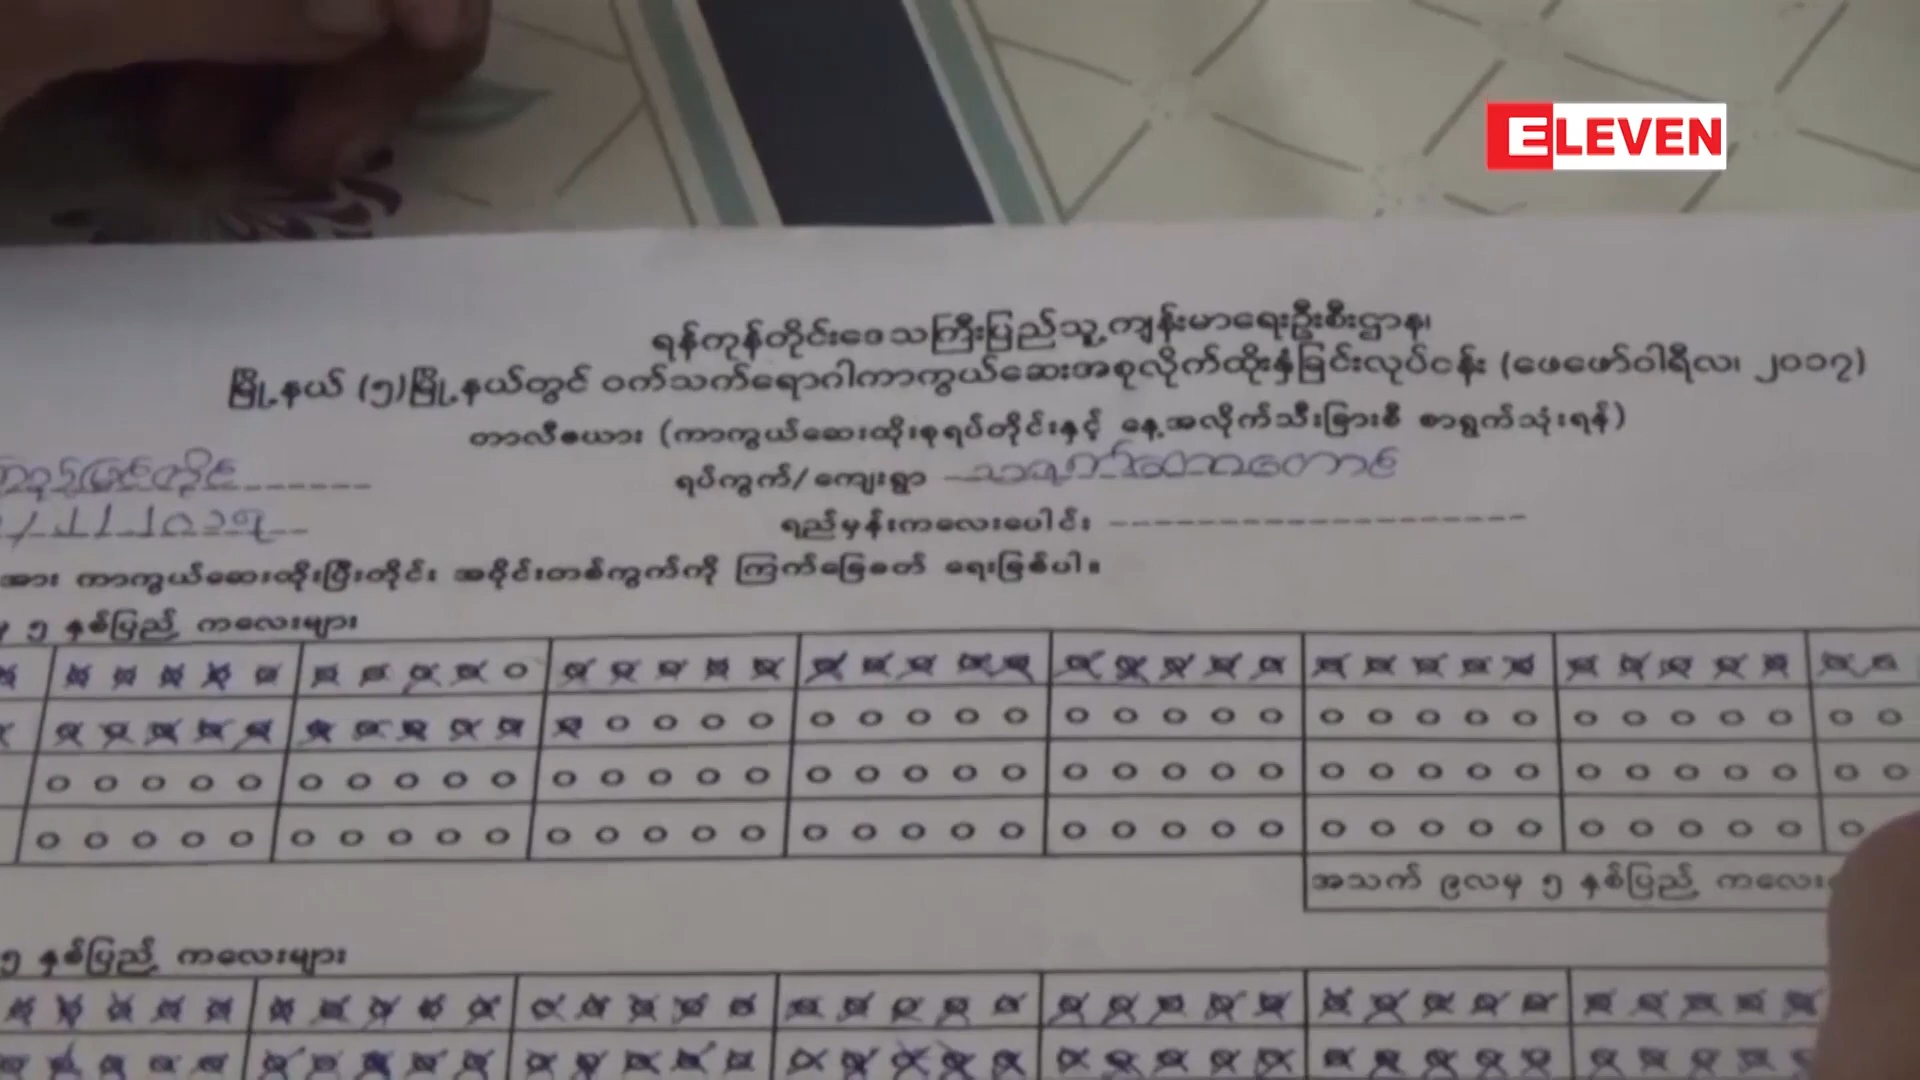 ELEVEN
ရန်ကုန်တိုင်းဒေသကြီးပြည်သူ့ကျန်းမာရေးဦးစီးဌာန၊
မြို့နယ် (၅)မြို့နယ်တွင် ဝက်သက်ရောဂါကာကွယ်ဆေးအစုလိုက်ထိုးနှံခြင်းလုပ်ငန်း (ဖေဖော်ဝါရီလ၊ ၂၀၁၇)
တာလီဇယား (ကာကွယ်ဆေးထိုးစုရပ်တိုင်းနှင့် နေ့အလိုက်သီးခြားစီ စာရွက်သုံးရန်)
ရပ်ကွက်/ကျေးရွာ
ရည်မှန်းကလေးပေါင်း
အား ကာကွယ်ဆေးထိုးပြီးတိုင်း အဝိုင်းတစ်ကွက်ကို ကြက်ခြေခတ် ရေးခြစ်ပါ။
၅ နှစ်ပြည့် ကလေးများ
အသက် ၉လမှ ၅ နှစ်ပြည့် ကလေး
၅ နှစ်ပြည့် ကလေးများ